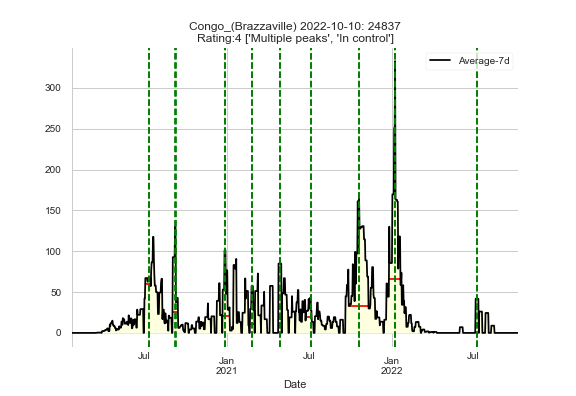 Congo_(Brazzaville) 2022-10-10: 24837
Rating:4 ['Multiple peaks', 'In control']
Average-7d
300
250
200
150
100
50
0
Jul
Jan
2021
Jul
Jan
2022
Jul
Date